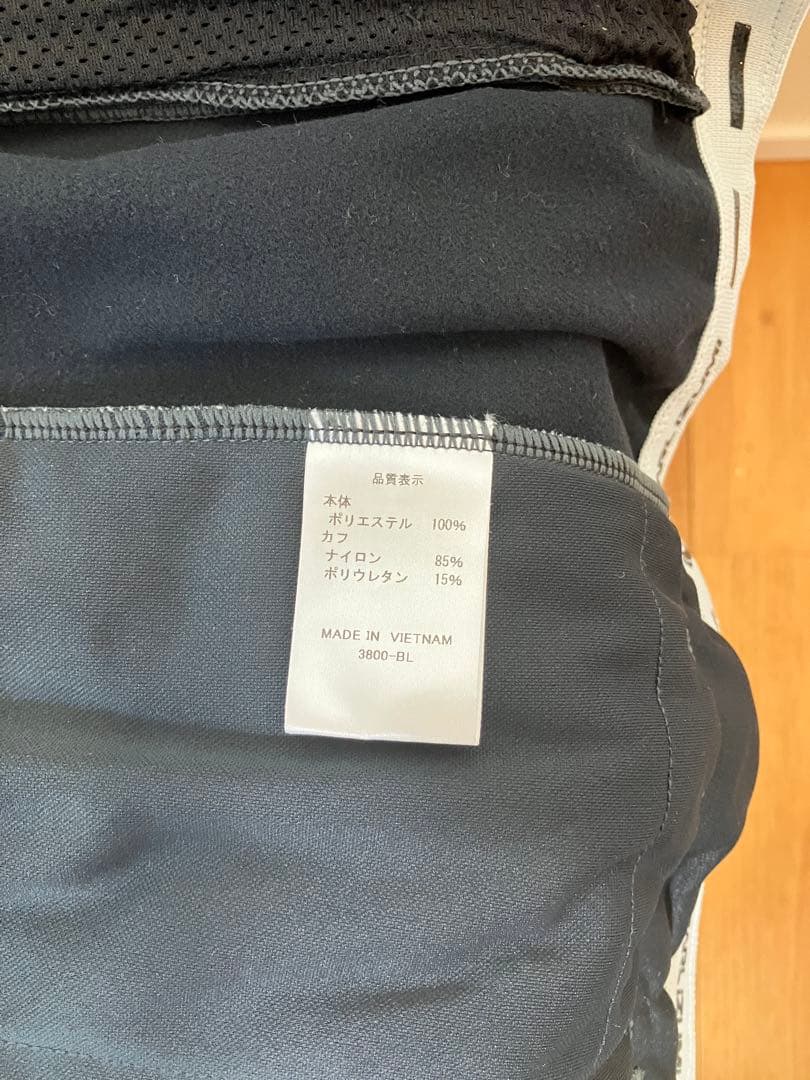 品質表示
本体
ポリエステル 100%
カフ
ナイロン 85%
ポリウレタン 15%
MADE IN VIETNAM
3800-BL